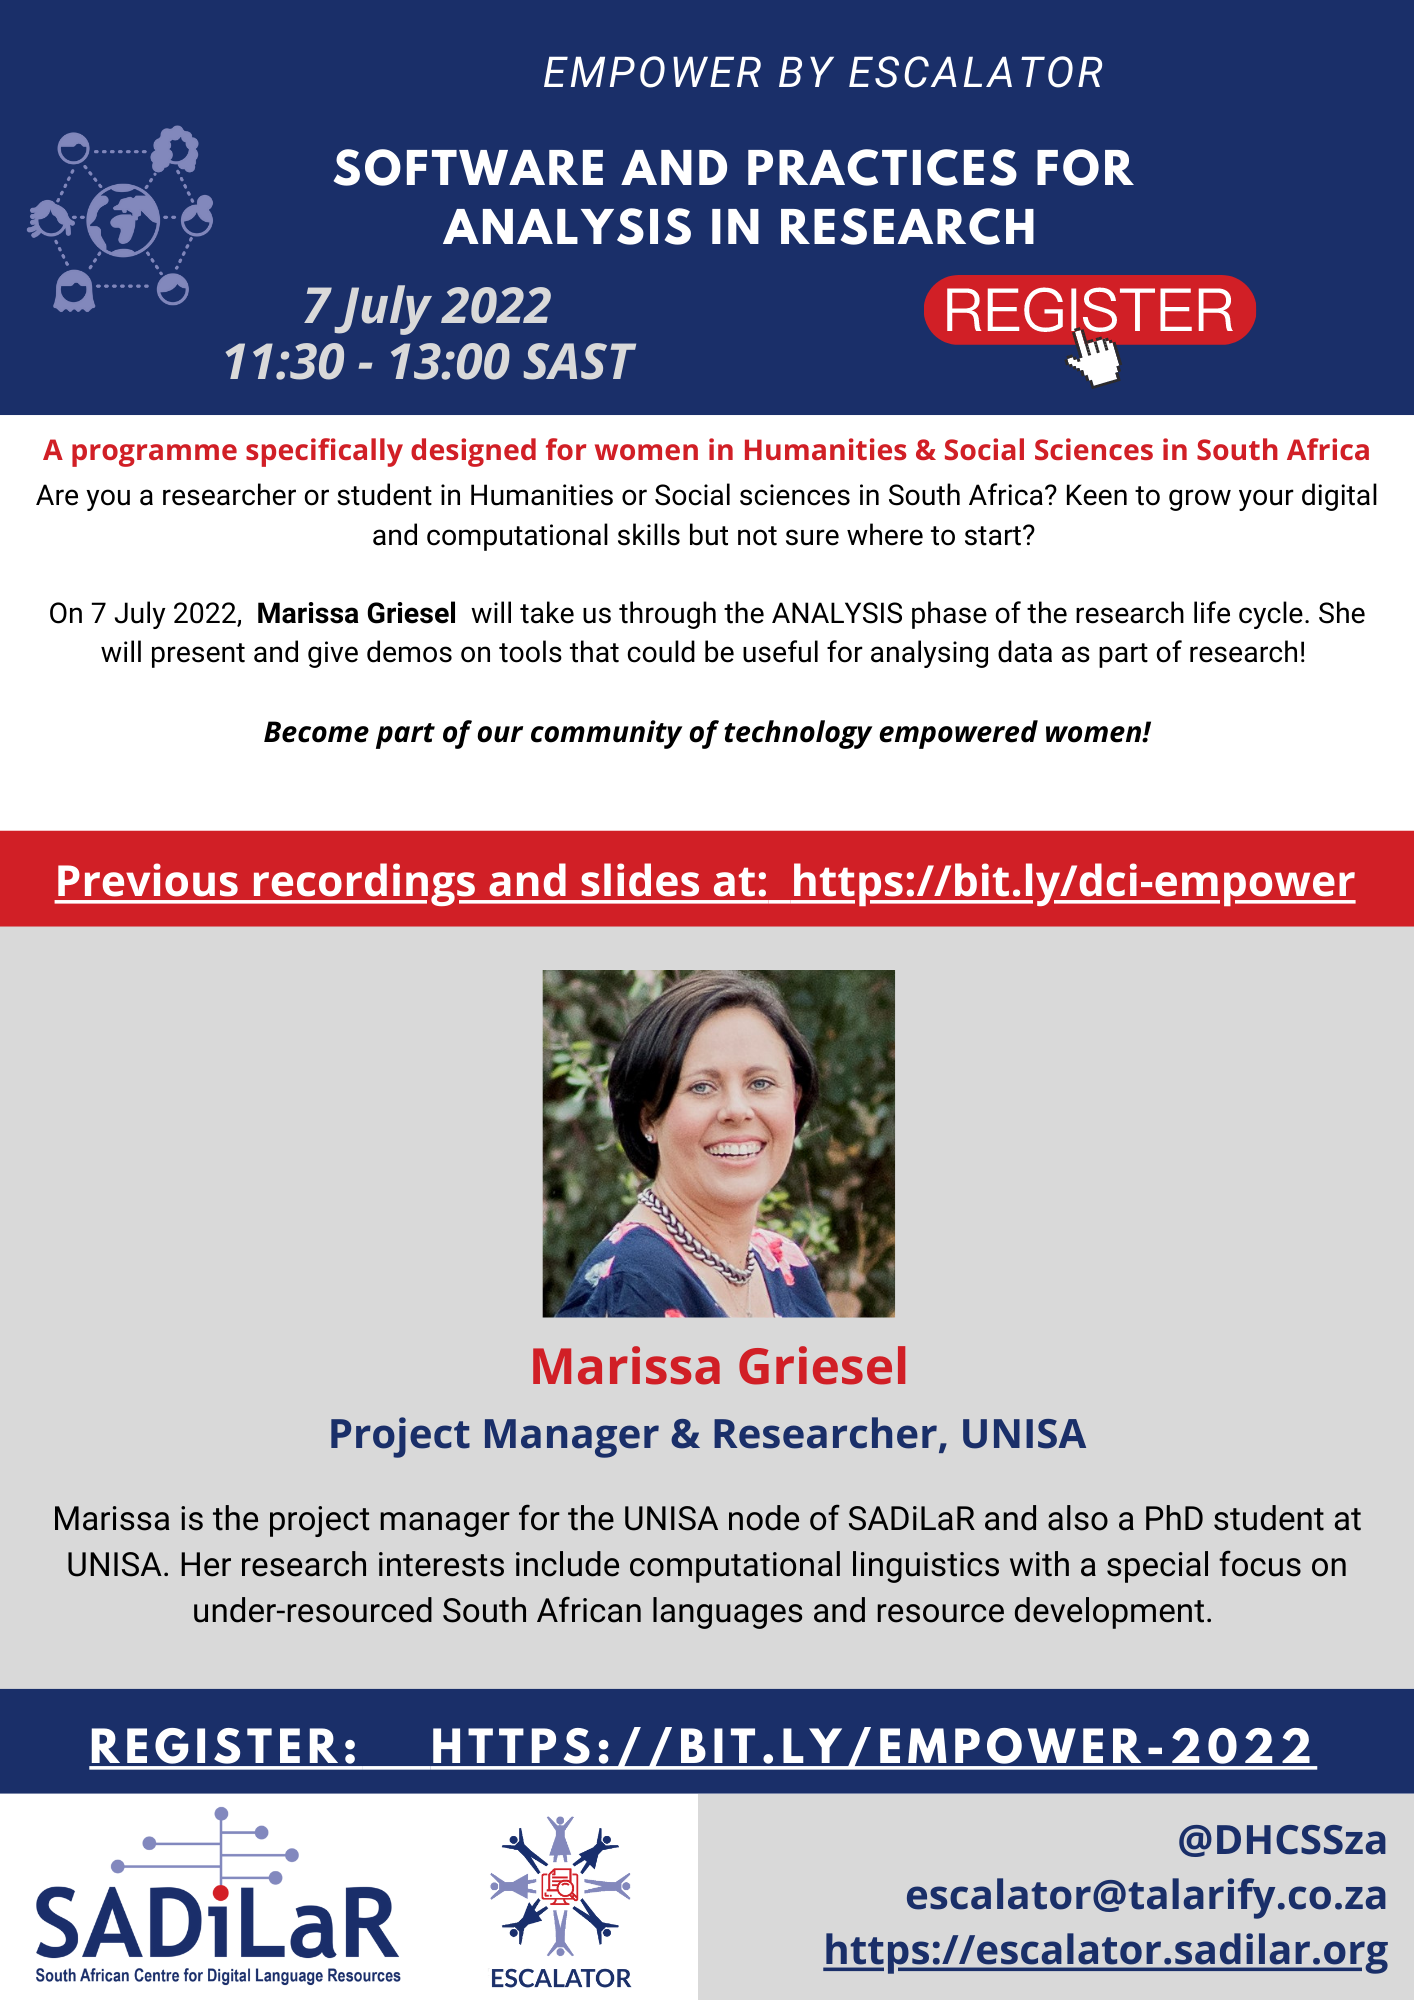 EMPOWER BY ESCALATOR
SOFTWARE AND PRACTICES FOR
ANALYSIS IN RESEARCH
7 July 2022
11:30 - 13:00 SAST
REGISTER
A programme specifically designed for women in Humanities & Social Sciences in South Africa
Are you a researcher or student in Humanities or Social sciences in South Africa? Keen to grow your digital
and computational skills but not sure where to start?
On 7 July 2022, Marissa Griesel will take us through the ANALYSIS phase of the research life cycle. She
will present and give demos on tools that could be useful for analysing data as part of research!
Become part of our community of technology empowered women!
Previous recordings and slides at: https://bit.ly/dci-empower
Marissa Griesel
Project Manager & Researcher, UNISA
Marissa is the project manager for the UNISA node of SADiLaR and also a PhD student at
UNISA. Her research interests include computational linguistics with a special focus on
under-resourced South African languages and resource development.
REGISTER: HTTPS://BIT.LY/EMPOWER-2022
SADiLaR
South African Centre for Digital Language Resources
ESCALATOR
@DHCSSza
escalator@talarify.co.za
https://escalator.sadilar.org